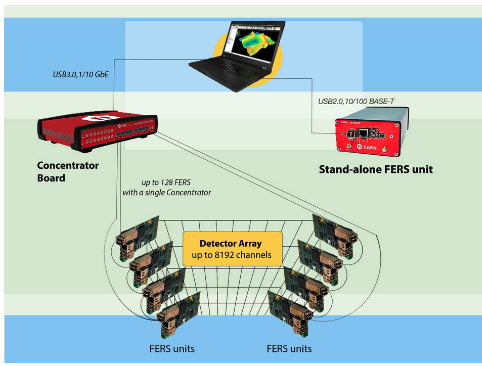 USB3.0,1/10 GbE
USB2.0,10/100 BASE-T
CAEN
Concentrator
Board
Stand-alone FERS unit
up to 128 FERS
with a single Concentrator
Detector Array
up to 8192 channels
FERS units
FERS units